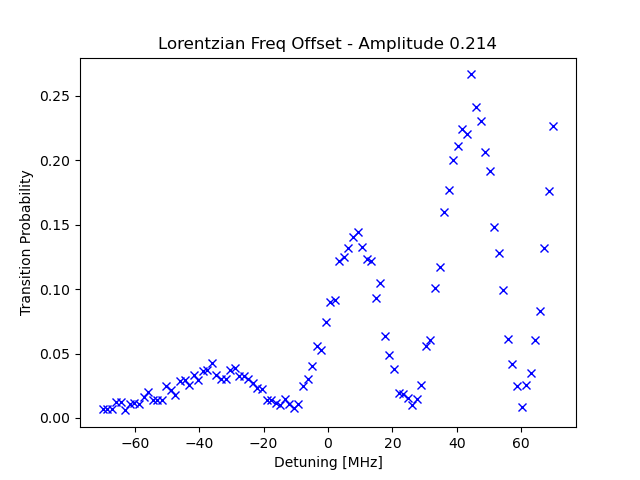 Lorentzian Freq Offset - Amplitude 0.214
Transition Probability
0.25
0.20
0.15
0.10
0.05
0.00
−60 −40 −20 0 20 40 60
Detuning [MHz]